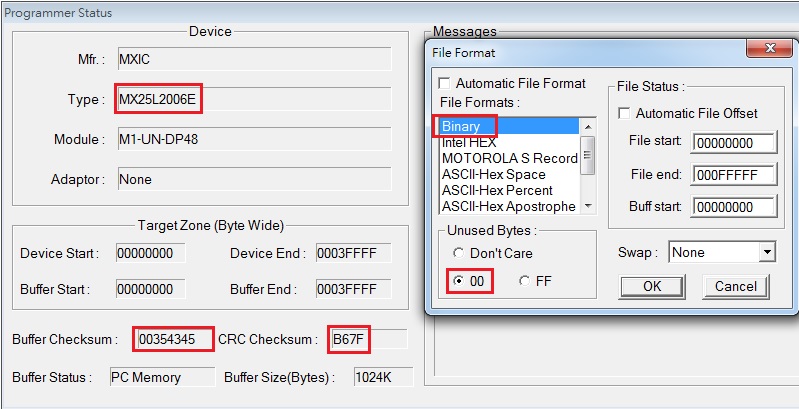 Programmer Status
Device
Mfr. : MXIC
Type : MX25L2006E
Module : M1-UN-DP48
Adaptor : None
Target Zone (Byte Wide)
Device Start : 00000000 Device End : 0003FFFF
Buffer Start : 00000000 Buffer End : 0003FFFF
Buffer Checksum : 00354345 CRC Checksum : B67F
Buffer Status : PC Memory Buffer Size(Bytes) : 1024K
Messages
File Format
Automatic File Format
File Formats :
Binary
Intel HEX
MOTOROLA S Record
ASCII-Hex Space
ASCII-Hex Percent
ASCII-Hex Apostrophe
Unused Bytes :
Don't Care
00 FF
File Status :
Automatic File Offset
File start: 00000000
File end: 000FFFFF
Buff start: 00000000
Swap : None
OK Cancel